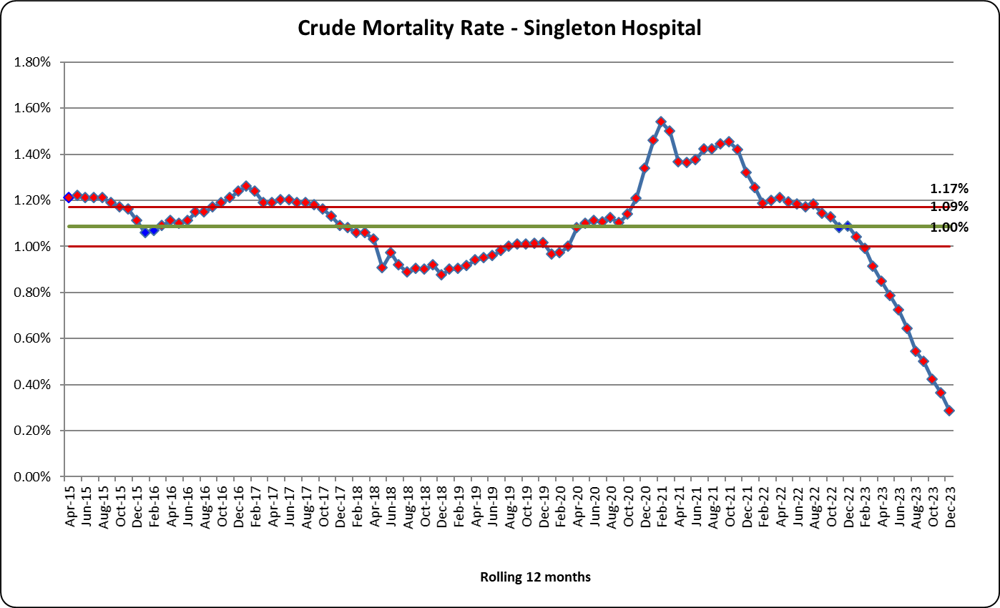 Crude Mortality Rate - Singleton Hospital
1.80%
1.60%
1.40%
1.20%
1.00%
0.80%
0.60%
0.40%
0.20%
0.00%
1.17%
1.09%
1.00%
Apr-15
Jun-15
Aug-15
Oct-15
Dec-15
Feb-16
Apr-16
Jun-16
Aug-16
Oct-16
Dec-16
Feb-17
Apr-17
Jun-17
Aug-17
Oct-17
Dec-17
Feb-18
Apr-18
Jun-18
Aug-18
Oct-18
Dec-18
Feb-19
Apr-19
Jun-19
Aug-19
Oct-19
Dec-19
Feb-20
Apr-20
Jun-20
Aug-20
Oct-20
Dec-20
Feb-21
Apr-21
Jun-21
Aug-21
Oct-21
Dec-21
Feb-22
Apr-22
Jun-22
Aug-22
Oct-22
Dec-22
Feb-23
Apr-23
Jun-23
Aug-23
Oct-23
Dec-23
Rolling 12 months